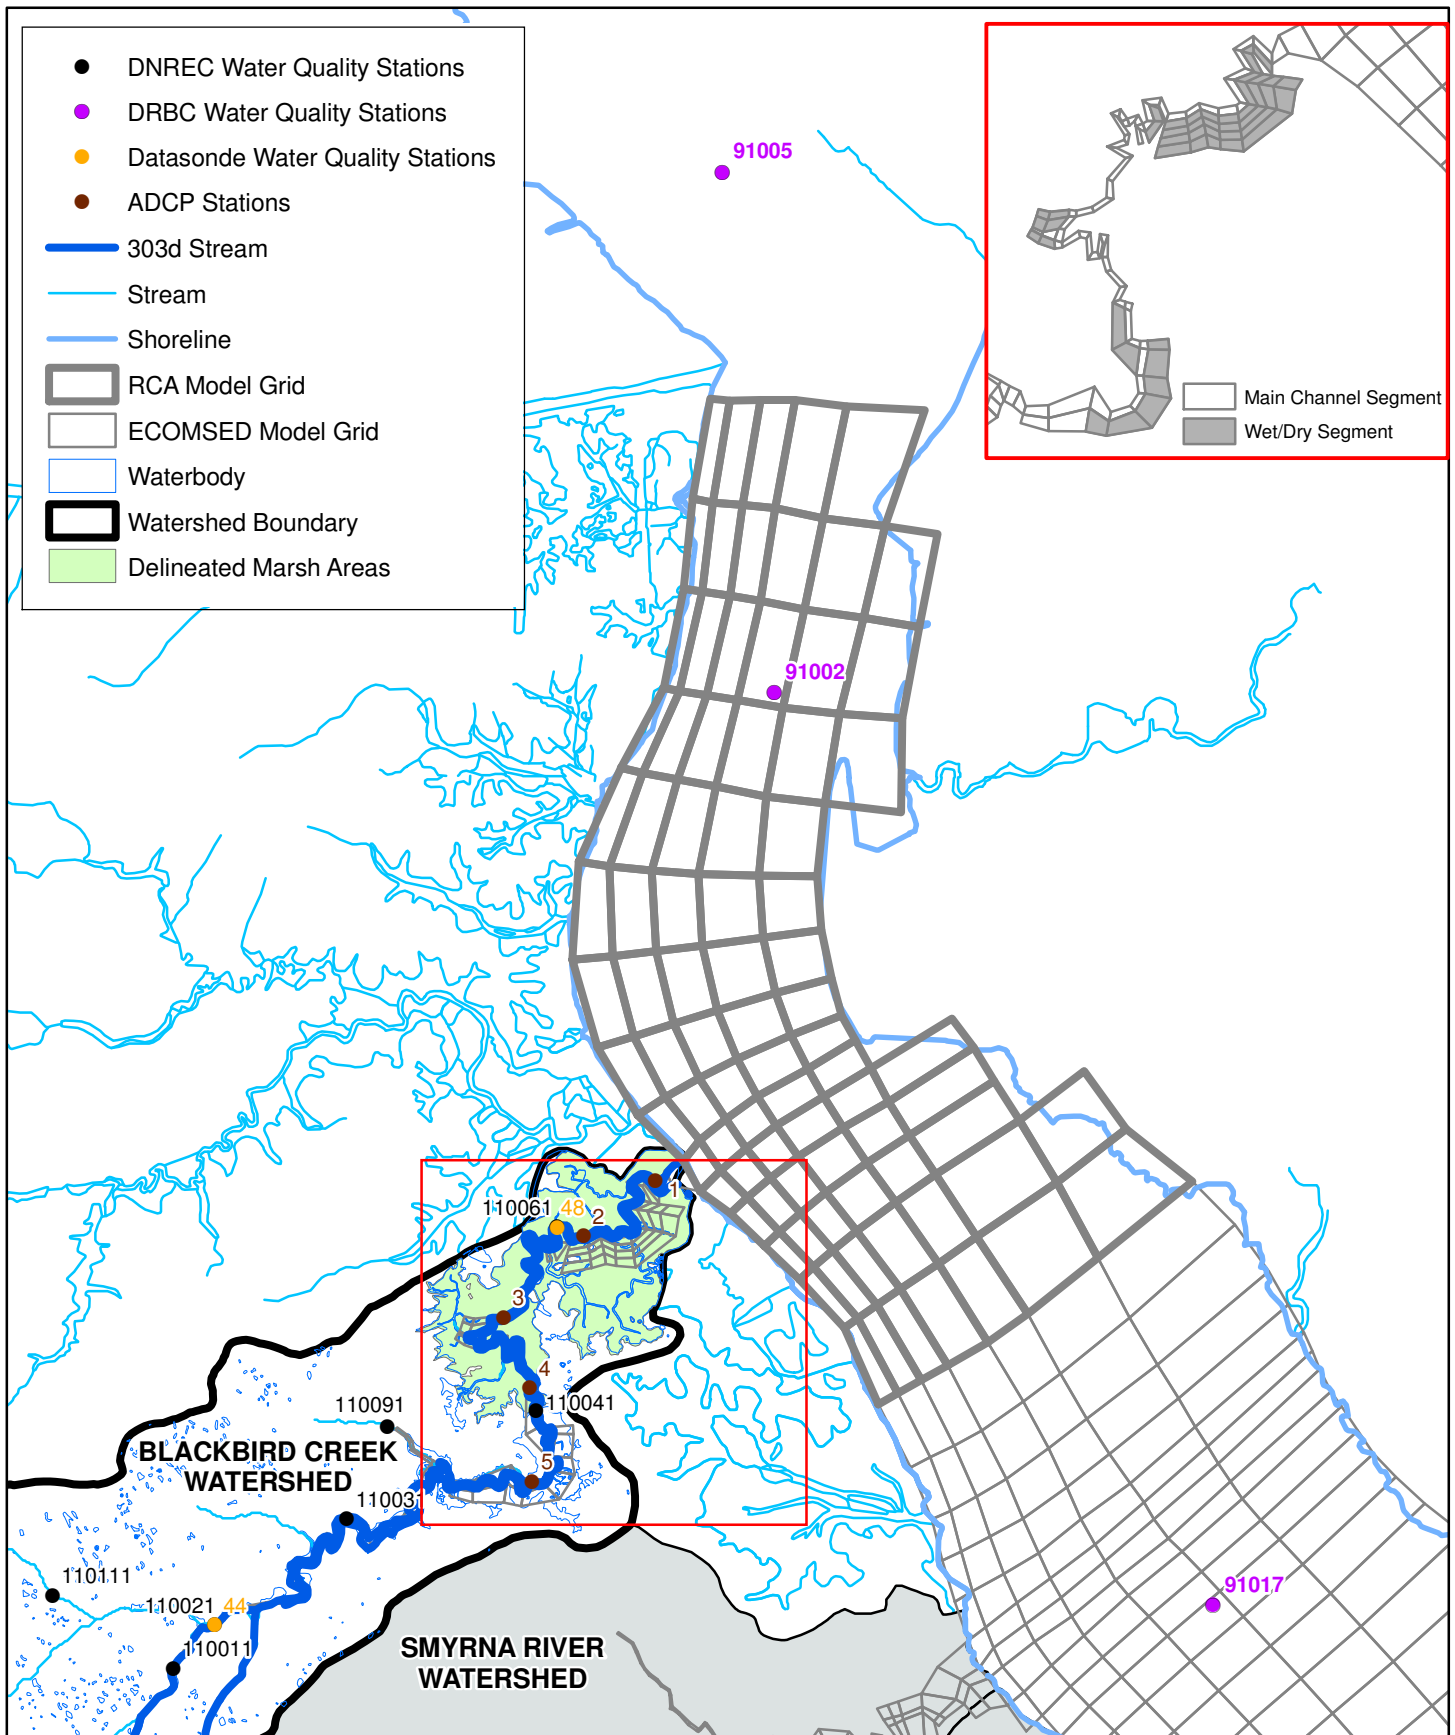 DNREC Water Quality Stations
DRBC Water Quality Stations
Datasonde Water Quality Stations
ADCP Stations
303d Stream
Stream
Shoreline
RCA Model Grid
ECOMSED Model Grid
Waterbody
Watershed Boundary
Delineated Marsh Areas
91005
Main Channel Segment
Wet/Dry Segment
91002
1
110061 48
2
3
4
110041
110091
BLACKBIRD CREEK
WATERSHED
5
11003
110111
110021 44
110011
91017
SMYRNA RIVER
WATERSHED